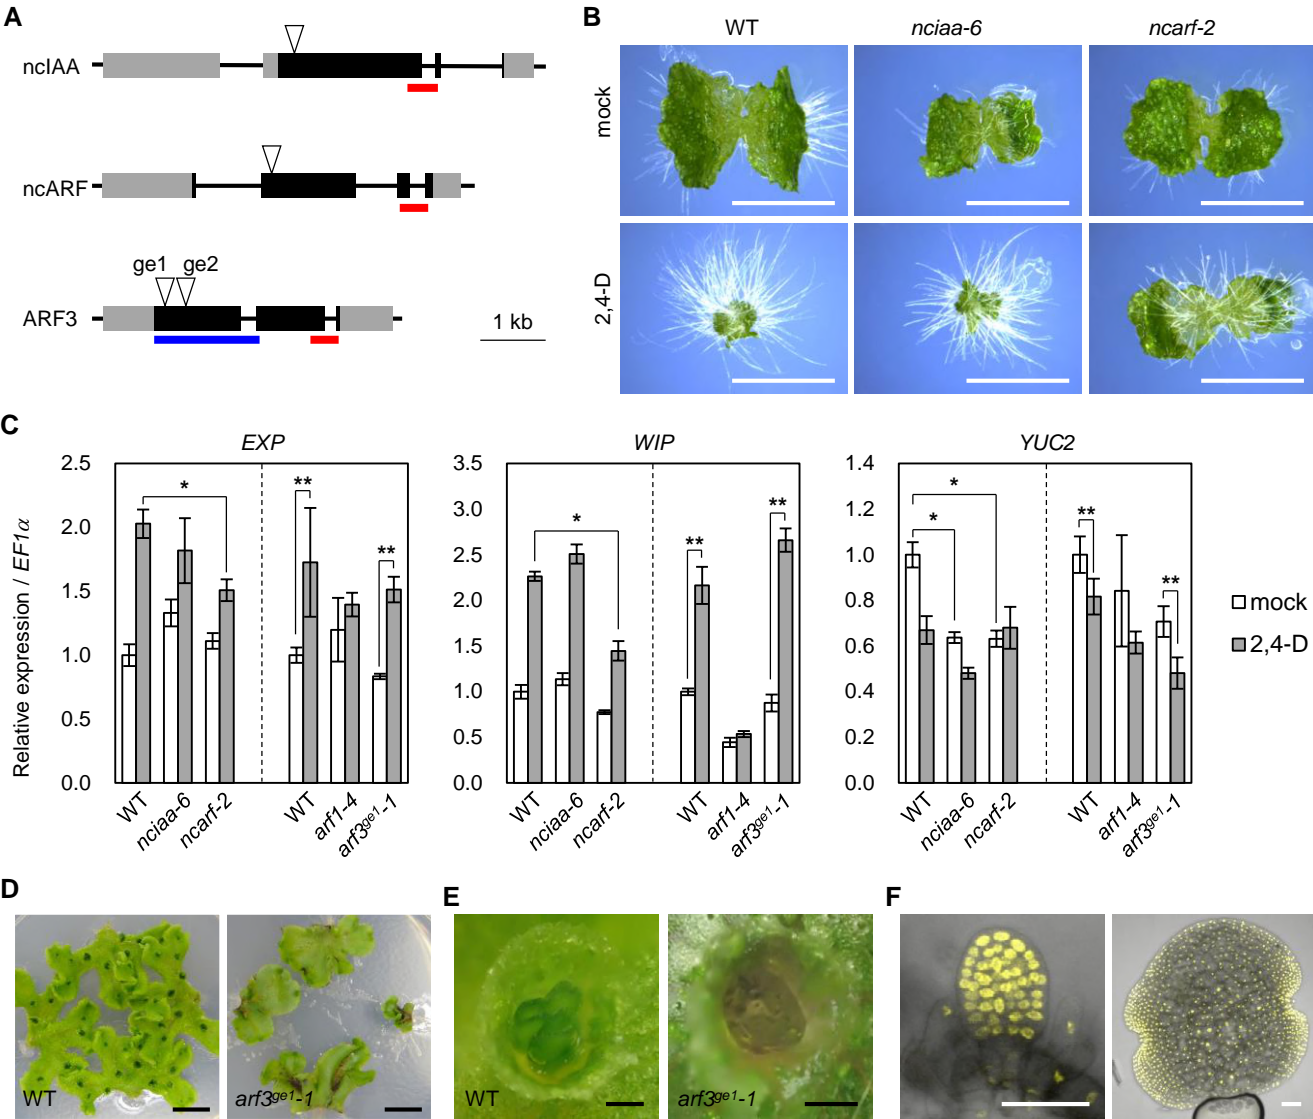 A
ncIAA
ncARF
ge1 ge2
ARF3
1 kb
B
WT nciaa-6 ncarf-2
mock
2,4-D
C
EXP WIP YUC2
Relative expression / EF1α
2.5
2.0
1.5
1.0
0.5
0.0
* ** **
WT nciaa-6 ncarf-2 WT arf1-4 arf3ge1-1
3.5
3.0
2.5
2.0
1.5
1.0
0.5
0.0
* ** **
WT nciaa-6 ncarf-2 WT arf1-4 arf3ge1-1
1.4
1.2
1.0
0.8
0.6
0.4
0.2
0.0
* * ** **
WT nciaa-6 ncarf-2 WT arf1-4 arf3ge1-1
mock
2,4-D
D
WT arf3ge1-1
E
WT arf3ge1-1
F